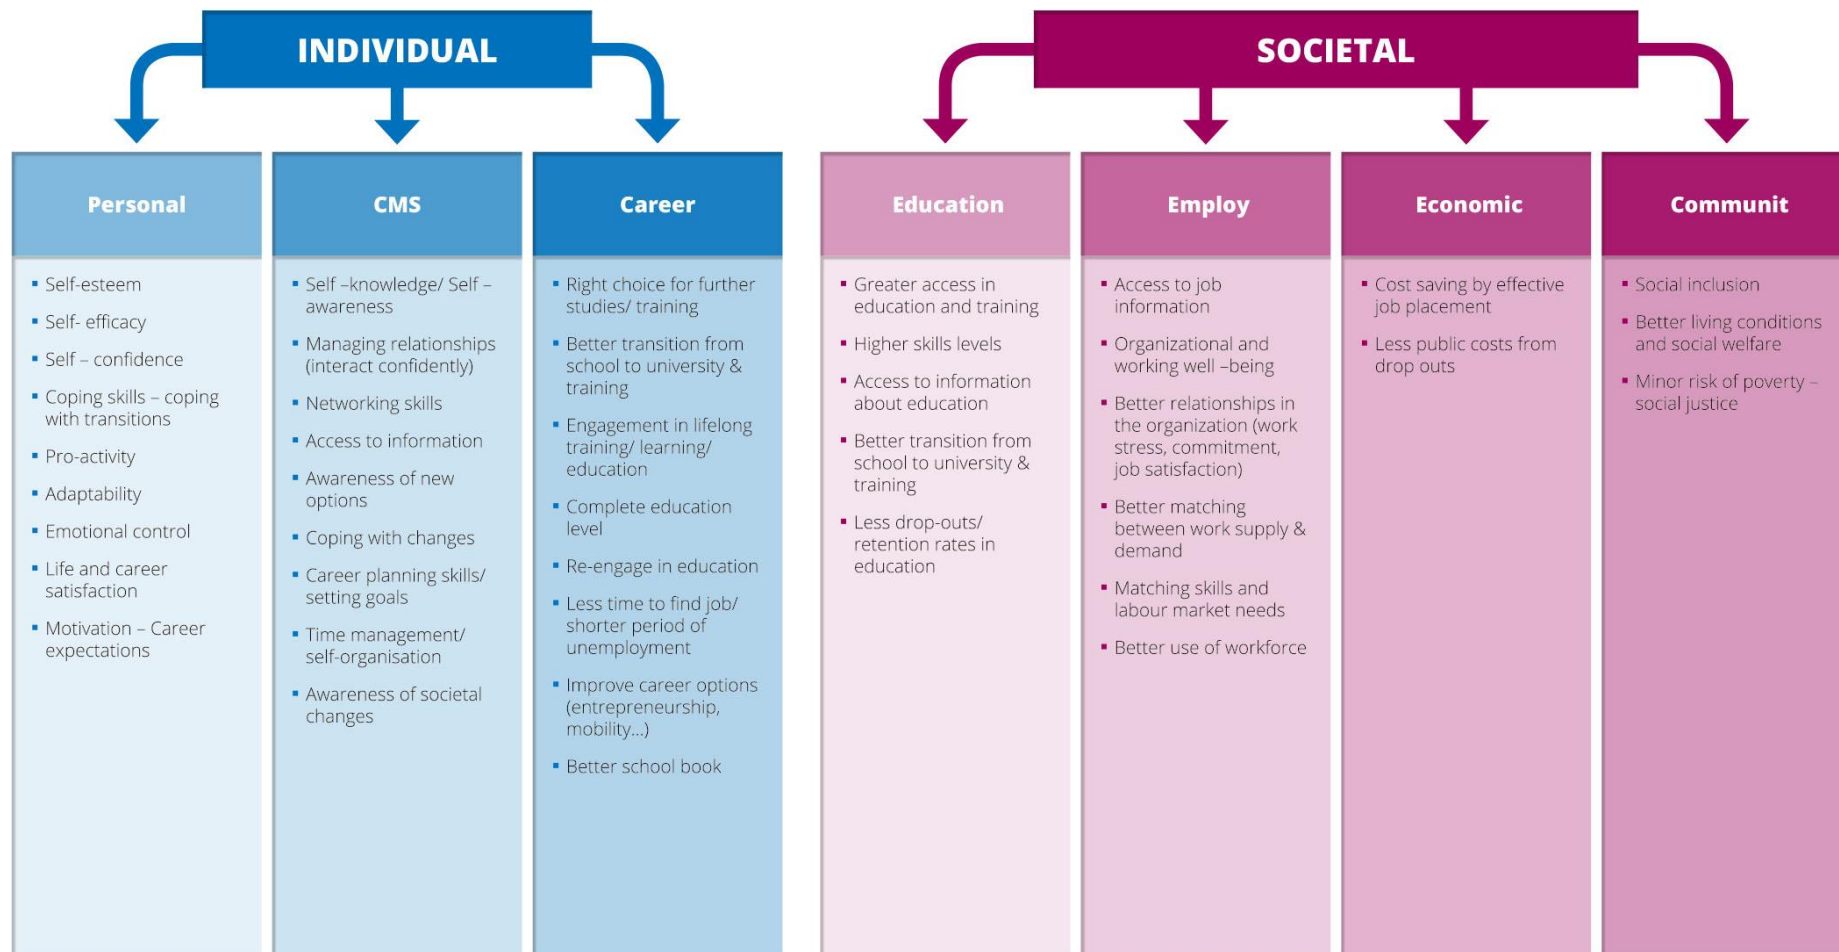 INDIVIDUAL
Personal
▪ Self-esteem
▪ Self- efficacy
▪ Self – confidence
▪ Coping skills – coping
with transitions
▪ Pro-activity
▪ Adaptability
▪ Emotional control
▪ Life and career
satisfaction
▪ Motivation – Career
expectations
CMS
▪ Self –knowledge/ Self –
awareness
▪ Managing relationships
(interact confidently)
▪ Networking skills
▪ Access to information
▪ Awareness of new
options
▪ Coping with changes
▪ Career planning skills/
setting goals
▪ Time management/
self-organisation
▪ Awareness of societal
changes
Career
▪ Right choice for further
studies/ training
▪ Better transition from
school to university &
training
▪ Engagement in lifelong
training/ learning/
education
▪ Complete education
level
▪ Re-engage in education
▪ Less time to find job/
shorter period of
unemployment
▪ Improve career options
(entrepreneurship,
mobility...)
▪ Better school book
SOCIETAL
Education
▪ Greater access in
education and training
▪ Higher skills levels
▪ Access to information
about education
▪ Better transition from
school to university &
training
▪ Less drop-outs/
retention rates in
education
Employ
▪ Access to job
information
▪ Organizational and
working well –being
▪ Better relationships in
the organization (work
stress, commitment,
job satisfaction)
▪ Better matching
between work supply &
demand
▪ Matching skills and
labour market needs
▪ Better use of workforce
Economic
▪ Cost saving by effective
job placement
▪ Less public costs from
drop outs
Communit
▪ Social inclusion
▪ Better living conditions
and social welfare
▪ Minor risk of poverty –
social justice